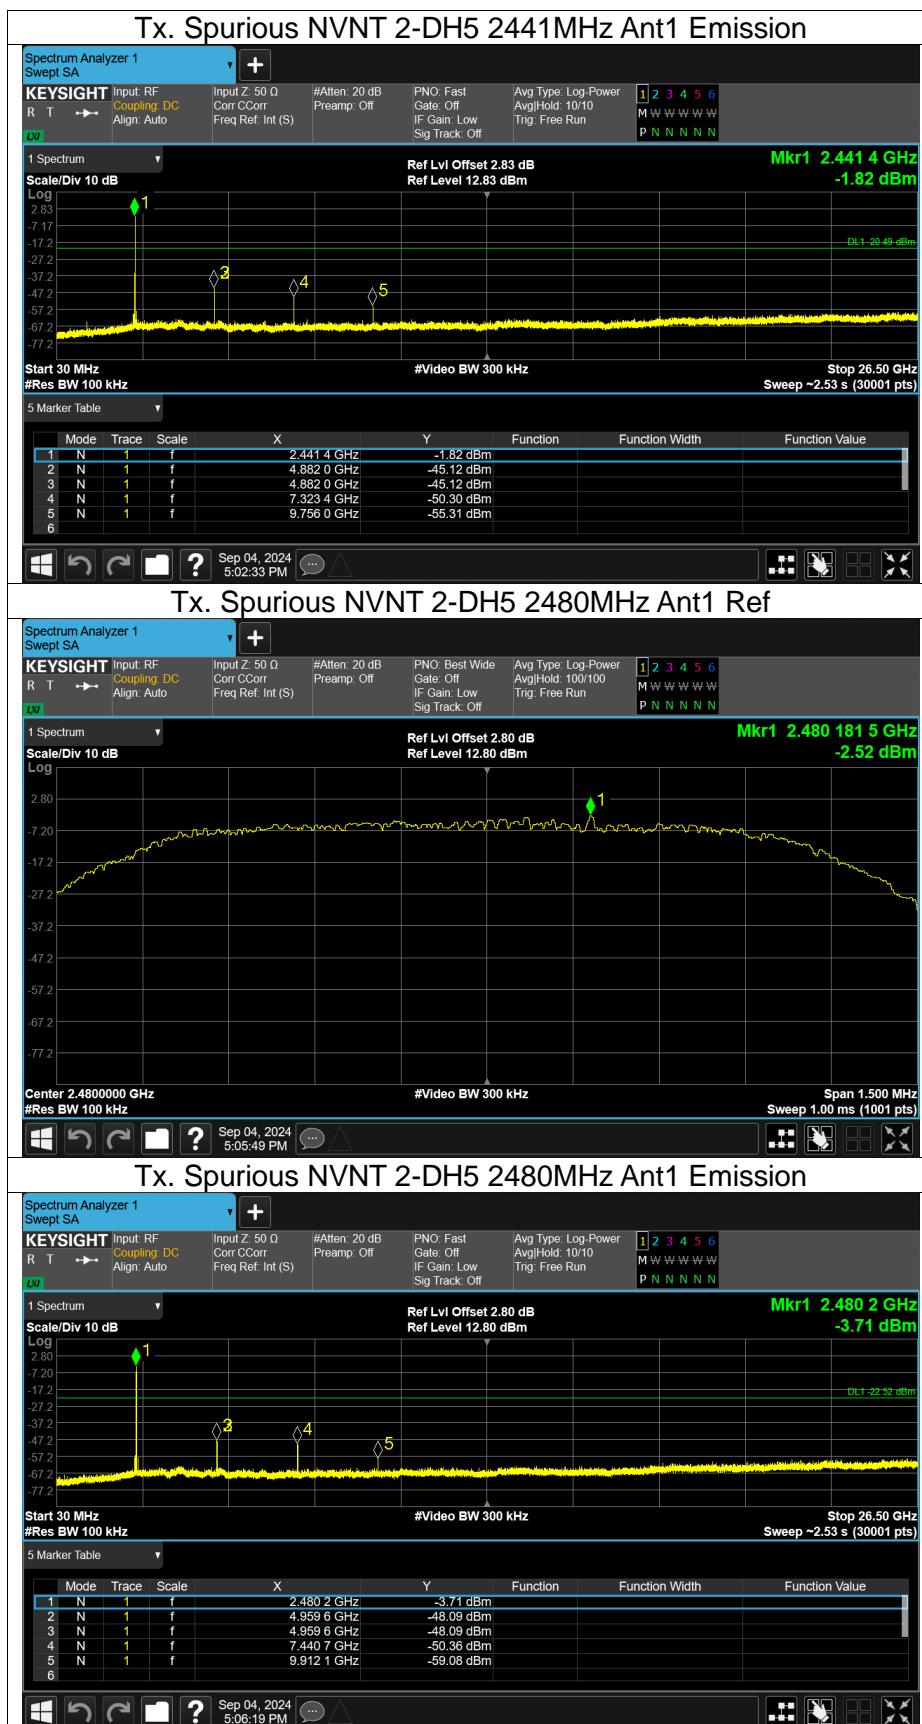 Tx. Spurious NVNT 2-DH5 2441MHz Ant1 Emission
Spectrum Analyzer 1
Swept SA
KEYSIGHT Input: RF Input Z: 50 Ω #Atten: 20 dB PNO: Fast Avg Type: Log-Power 1 2 3 4 5 6
R T Coupling: DC Corr CCorr Preamp: Off Gate: Off Avg|Hold: 10/10 M W W W W W
Align: Auto Freq Ref: Int (S) IF Gain: Low Trig: Free Run
LXI Sig Track: Off P N N N N N
1 Spectrum Ref Lvl Offset 2.83 dB Mkr1 2.441 4 GHz
Scale/Div 10 dB Ref Level 12.83 dBm -1.82 dBm
Log
2.83
-7.17
-17.2
DL1 -20.49 dBm
-27.2
-37.2
-47.2
-57.2
-67.2
-77.2
1
2
3
4
5
Start 30 MHz #Video BW 300 kHz Stop 26.50 GHz
#Res BW 100 kHz Sweep ~2.53 s (30001 pts)
5 Marker Table
Mode Trace Scale X Y Function Function Width Function Value
1 N 1 f 2.441 4 GHz -1.82 dBm
2 N 1 f 4.882 0 GHz -45.12 dBm
3 N 1 f 4.882 0 GHz -45.12 dBm
4 N 1 f 7.323 4 GHz -50.30 dBm
5 N 1 f 9.756 0 GHz -55.31 dBm
6
? Sep 04, 2024
5:02:33 PM
Tx. Spurious NVNT 2-DH5 2480MHz Ant1 Ref
Spectrum Analyzer 1
Swept SA
KEYSIGHT Input: RF Input Z: 50 Ω #Atten: 20 dB PNO: Best Wide Avg Type: Log-Power 1 2 3 4 5 6
R T Coupling: DC Corr CCorr Preamp: Off Gate: Off Avg|Hold: 100/100 M W W W W W
Align: Auto Freq Ref: Int (S) IF Gain: Low Trig: Free Run
LXI Sig Track: Off P N N N N N
1 Spectrum Ref Lvl Offset 2.80 dB Mkr1 2.480 181 5 GHz
Scale/Div 10 dB Ref Level 12.80 dBm -2.52 dBm
Log
1
2.80
-7.20
-17.2
-27.2
-37.2
-47.2
-57.2
-67.2
-77.2
Center 2.4800000 GHz #Video BW 300 kHz Span 1.500 MHz
#Res BW 100 kHz Sweep 1.00 ms (1001 pts)
? Sep 04, 2024
5:05:49 PM
Tx. Spurious NVNT 2-DH5 2480MHz Ant1 Emission
Spectrum Analyzer 1
Swept SA
KEYSIGHT Input: RF Input Z: 50 Ω #Atten: 20 dB PNO: Fast Avg Type: Log-Power 1 2 3 4 5 6
R T Coupling: DC Corr CCorr Preamp: Off Gate: Off Avg|Hold: 10/10 M W W W W W
Align: Auto Freq Ref: Int (S) IF Gain: Low Trig: Free Run
LXI Sig Track: Off P N N N N N
1 Spectrum Ref Lvl Offset 2.80 dB Mkr1 2.480 2 GHz
Scale/Div 10 dB Ref Level 12.80 dBm -3.71 dBm
Log
2.80
-7.20
-17.2
DL1 -22.52 dBm
-27.2
-37.2
-47.2
-57.2
-67.2
-77.2
1
2
3
4
5
Start 30 MHz #Video BW 300 kHz Stop 26.50 GHz
#Res BW 100 kHz Sweep ~2.53 s (30001 pts)
5 Marker Table
Mode Trace Scale X Y Function Function Width Function Value
1 N 1 f 2.480 2 GHz -3.71 dBm
2 N 1 f 4.959 6 GHz -48.09 dBm
3 N 1 f 4.959 6 GHz -48.09 dBm
4 N 1 f 7.440 7 GHz -50.36 dBm
5 N 1 f 9.912 1 GHz -59.08 dBm
6
? Sep 04, 2024
5:06:19 PM